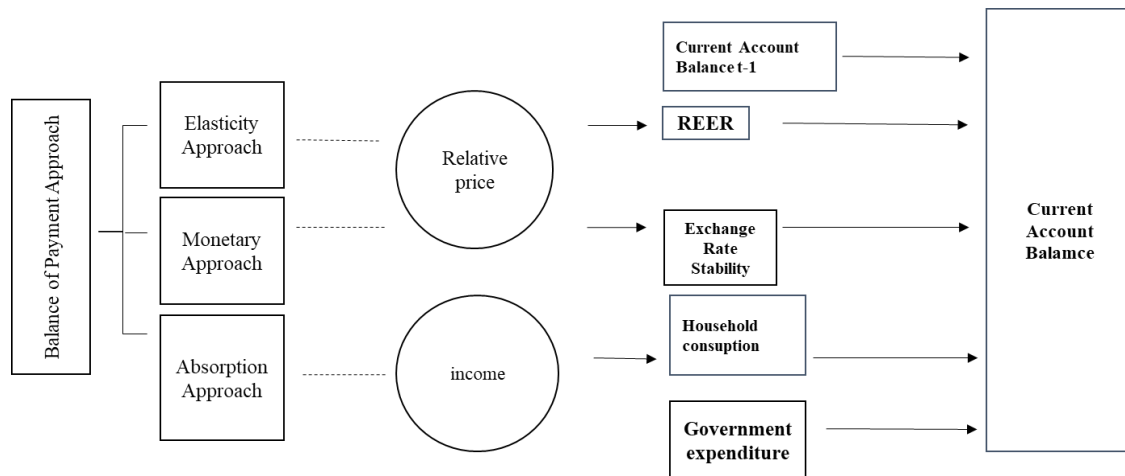 Balance of Payment Approach
Elasticity
Approach
Monetary
Approach
Absorption
Approach
Relative
price
income
Current Account
Balance t-1
REER
Exchange
Rate
Stability
Household
consuption
Government
expenditure
Current
Account
Balamce